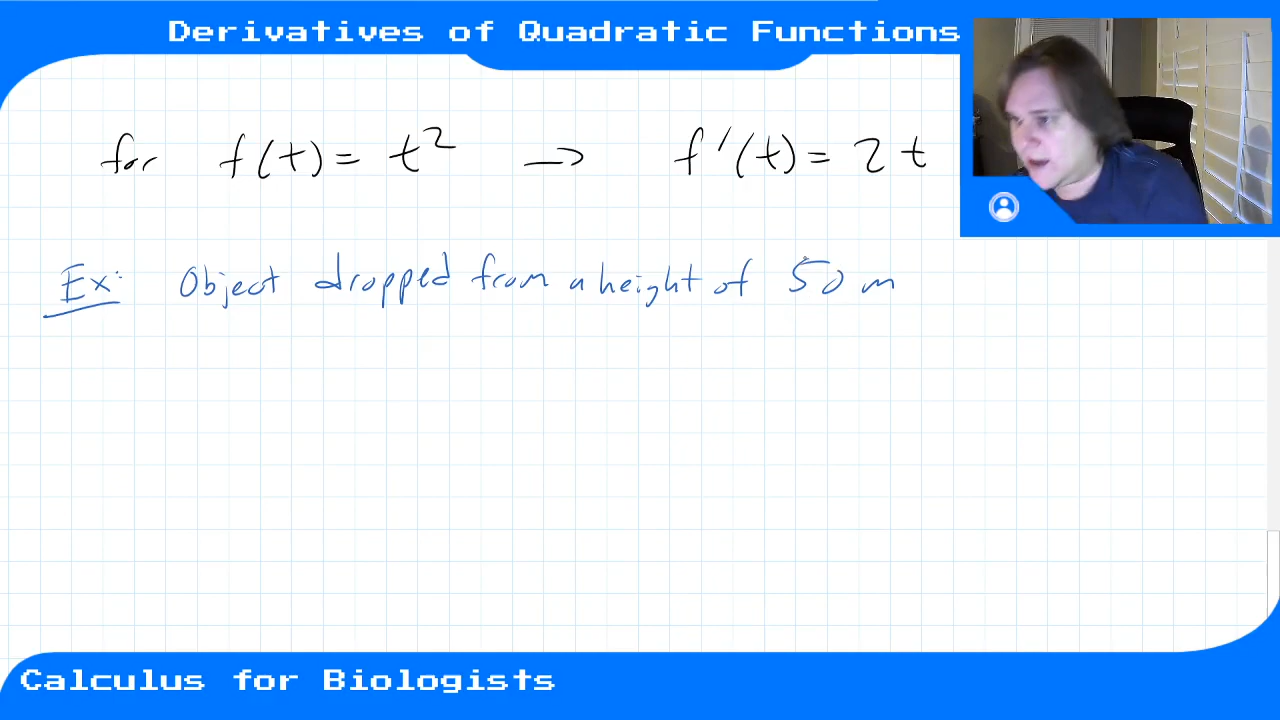 Derivatives of Quadratic Functions
for f(t) = t² → f'(t) = 2t
Ex: Object dropped from a height of 50 m
Calculus for Biologists